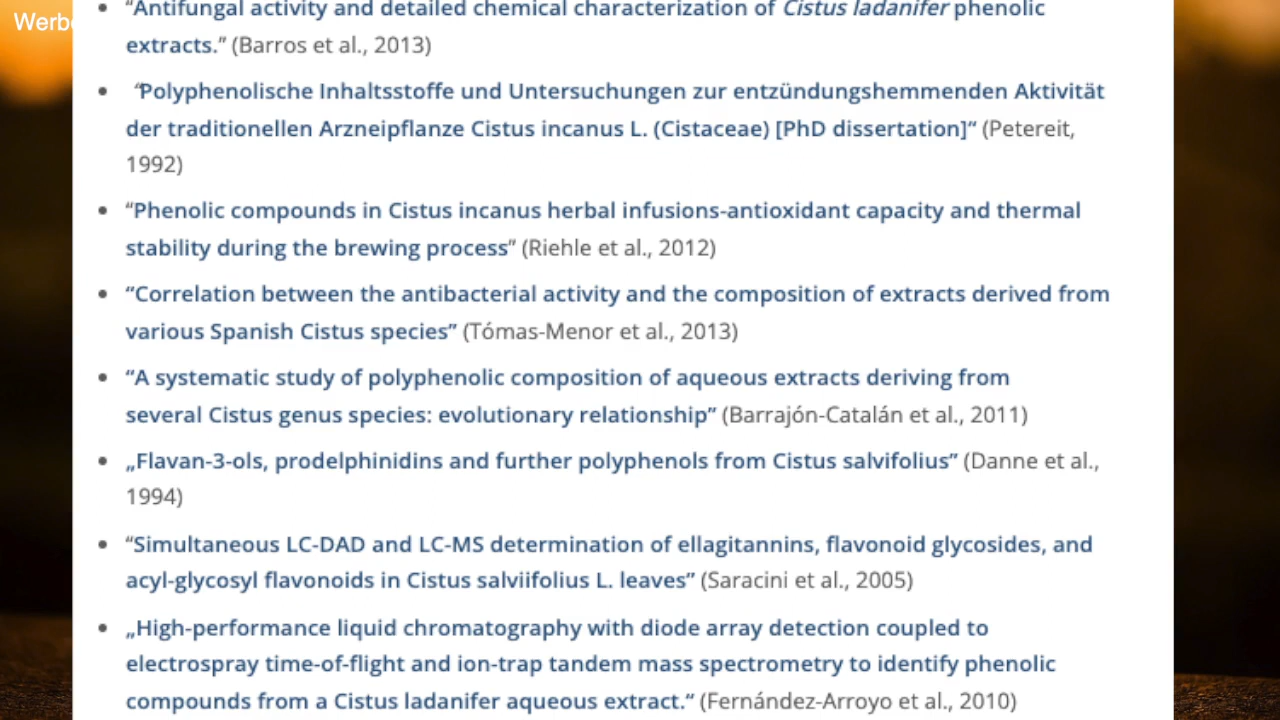 “Antifungal activity and detailed chemical characterization of Cistus ladanifer phenolic
extracts.” (Barros et al., 2013)
“Polyphenolische Inhaltsstoffe und Untersuchungen zur entzündungshemmenden Aktivität
der traditionellen Arzneipflanze Cistus incanus L. (Cistaceae) [PhD dissertation]“ (Petereit,
1992)
“Phenolic compounds in Cistus incanus herbal infusions-antioxidant capacity and thermal
stability during the brewing process” (Riehle et al., 2012)
“Correlation between the antibacterial activity and the composition of extracts derived from
various Spanish Cistus species” (Tómas-Menor et al., 2013)
“A systematic study of polyphenolic composition of aqueous extracts deriving from
several Cistus genus species: evolutionary relationship” (Barrajón-Catalán et al., 2011)
„Flavan-3-ols, prodelphinidins and further polyphenols from Cistus salvifolius” (Danne et al.,
1994)
“Simultaneous LC-DAD and LC-MS determination of ellagitannins, flavonoid glycosides, and
acyl-glycosyl flavonoids in Cistus salviifolius L. leaves” (Saracini et al., 2005)
„High-performance liquid chromatography with diode array detection coupled to
electrospray time-of-flight and ion-trap tandem mass spectrometry to identify phenolic
compounds from a Cistus ladanifer aqueous extract.“ (Fernández-Arroyo et al., 2010)